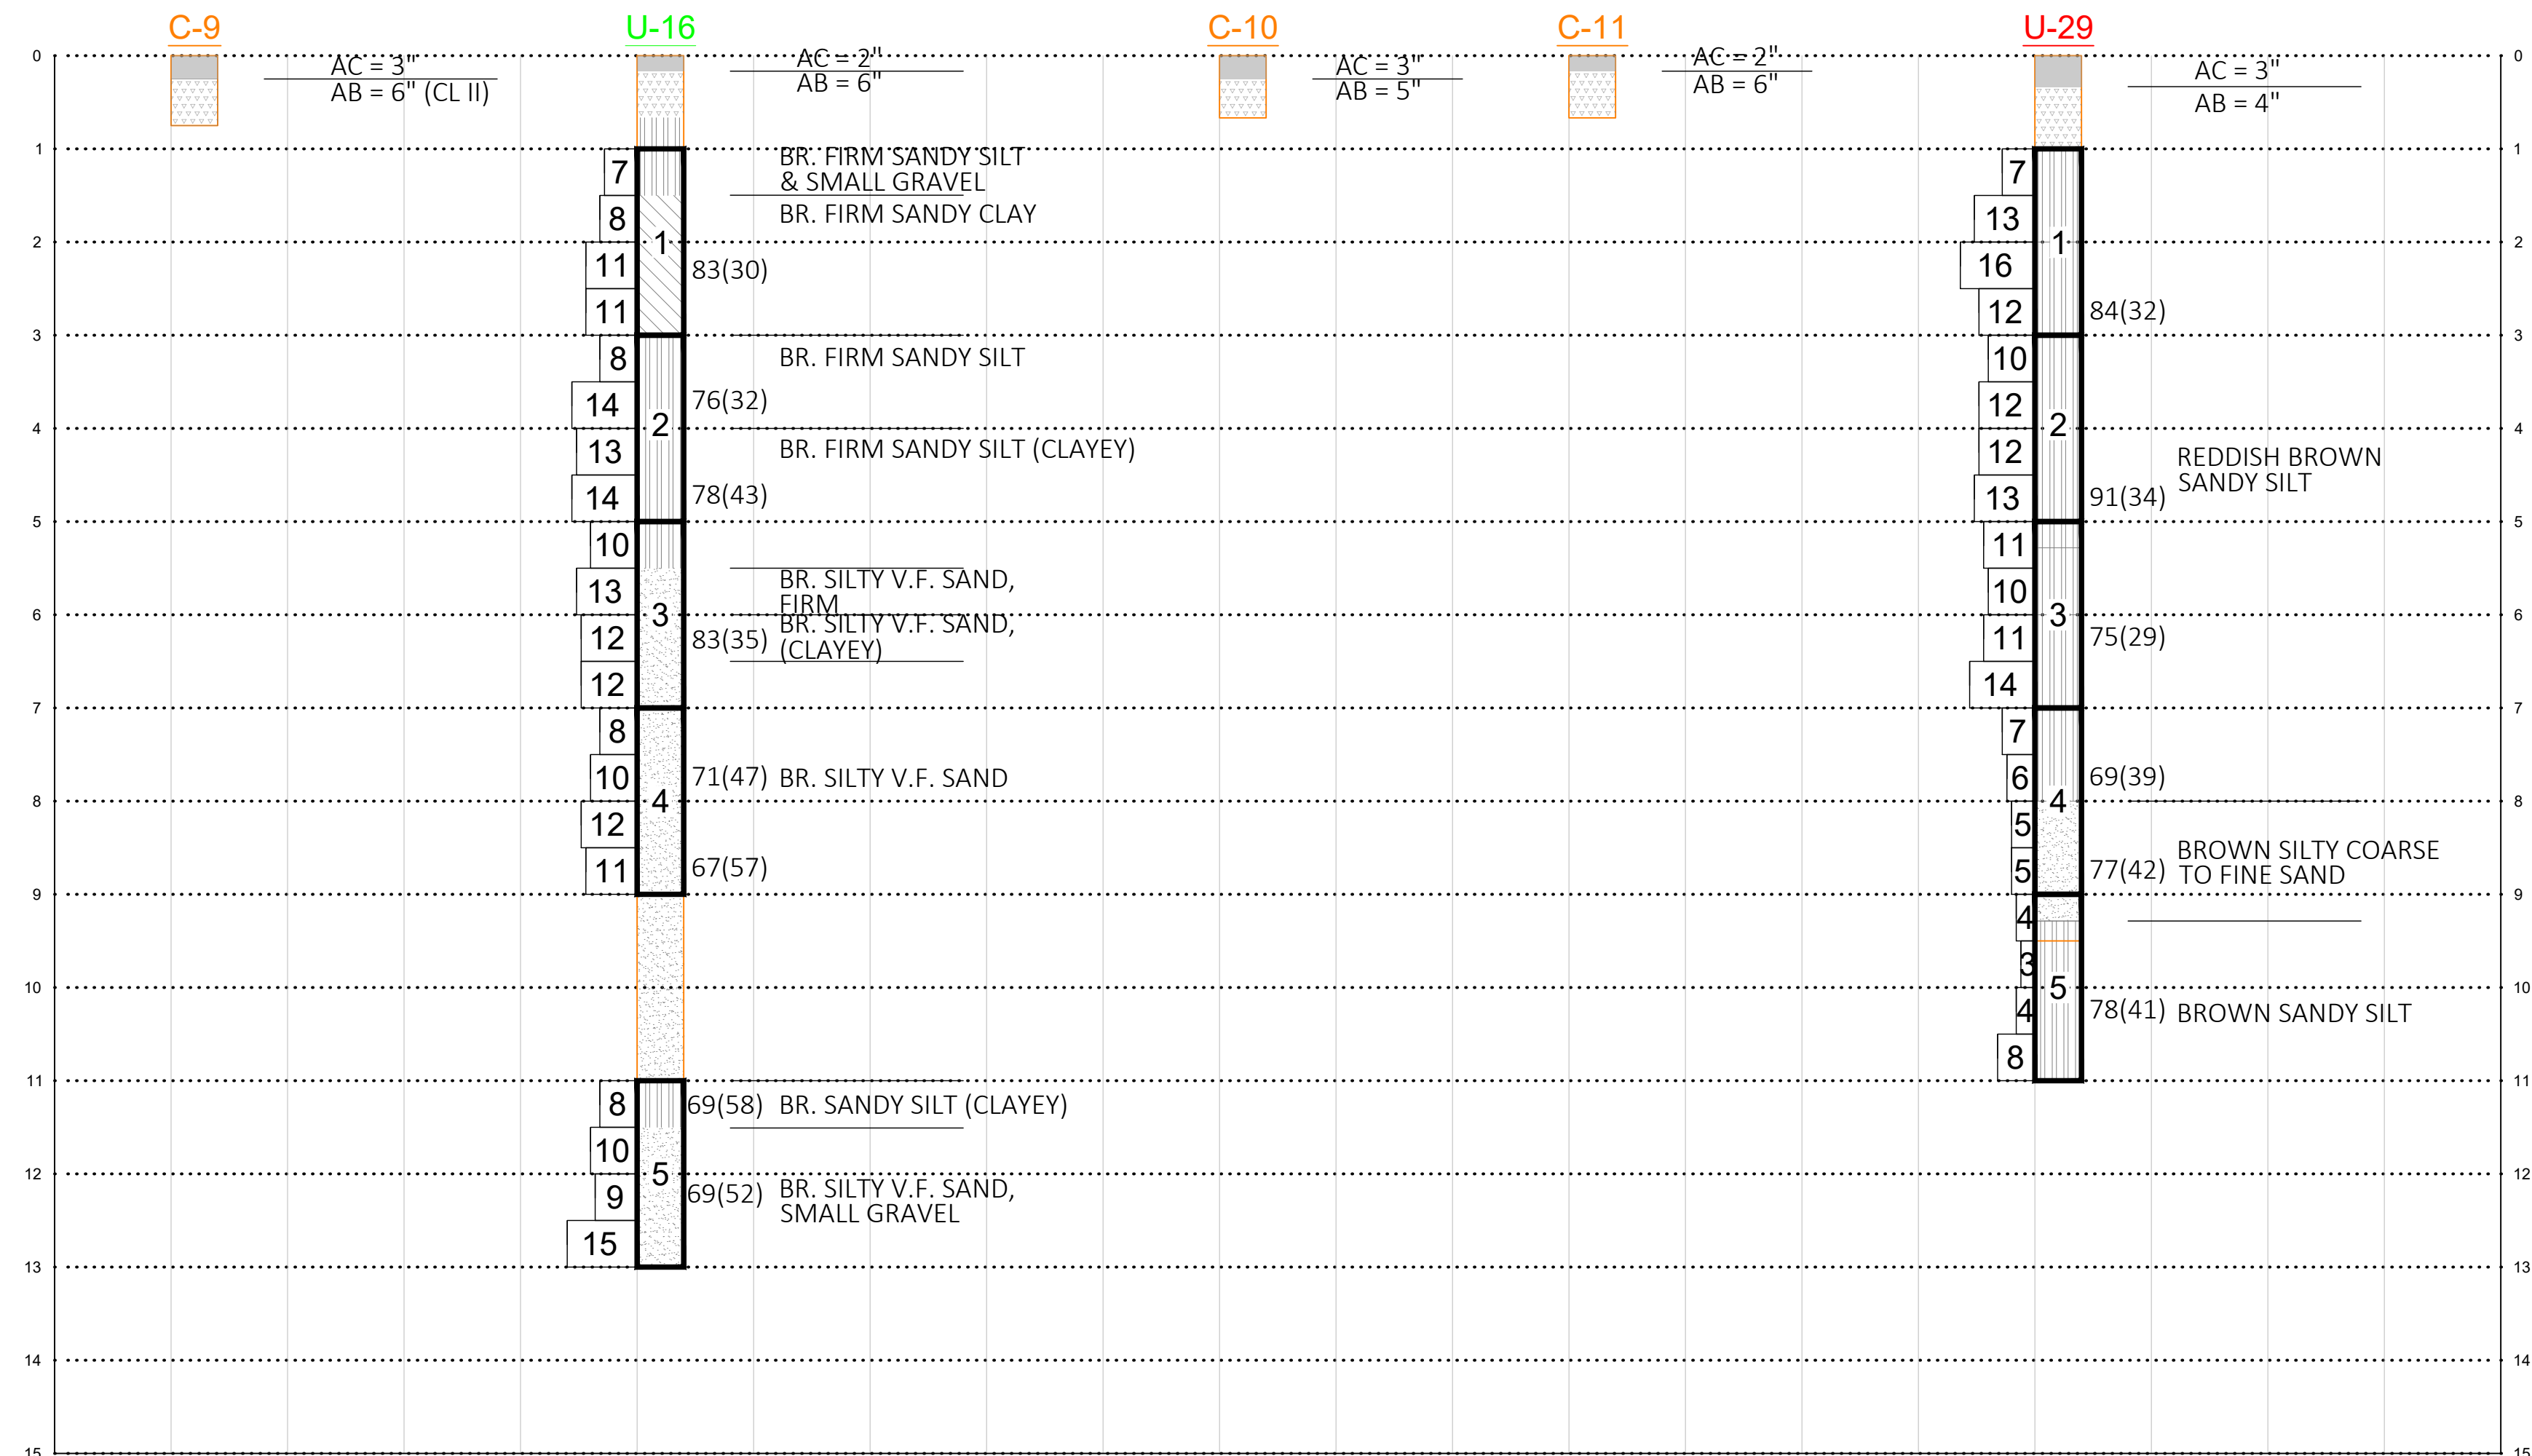 C-9
U-16
C-10
C-11
U-29
0
AC = 3"
AB = 6" (CL II)
AC = 2"
AB = 6"
AC = 3"
AB = 5"
AC = 2"
AB = 6"
AC = 3"
AB = 4"
0
1
1
7
BR. FIRM SANDY SILT
& SMALL GRAVEL
7
8
BR. FIRM SANDY CLAY
13
2
1
1
2
11
83(30)
16
11
12
84(32)
3
3
8
BR. FIRM SANDY SILT
10
14
76(32)
12
4
2
2
4
13
BR. FIRM SANDY SILT (CLAYEY)
12
REDDISH BROWN
SANDY SILT
14
78(43)
13
91(34)
5
5
10
11
13
BR. SILTY V.F. SAND,
FIRM
10
6
3
3
6
12
83(35)
BR. SILTY V.F. SAND,
(CLAYEY)
11
75(29)
12
14
7
7
8
7
10
71(47)
BR. SILTY V.F. SAND
6
69(39)
8
4
4
8
12
5
11
67(57)
5
77(42)
BROWN SILTY COARSE
TO FINE SAND
9
9
4
3
10
5
10
4
78(41)
BROWN SANDY SILT
8
11
11
8
69(58)
BR. SANDY SILT (CLAYEY)
10
12
5
12
9
69(52)
BR. SILTY V.F. SAND,
SMALL GRAVEL
15
13
13
14
14
15
15